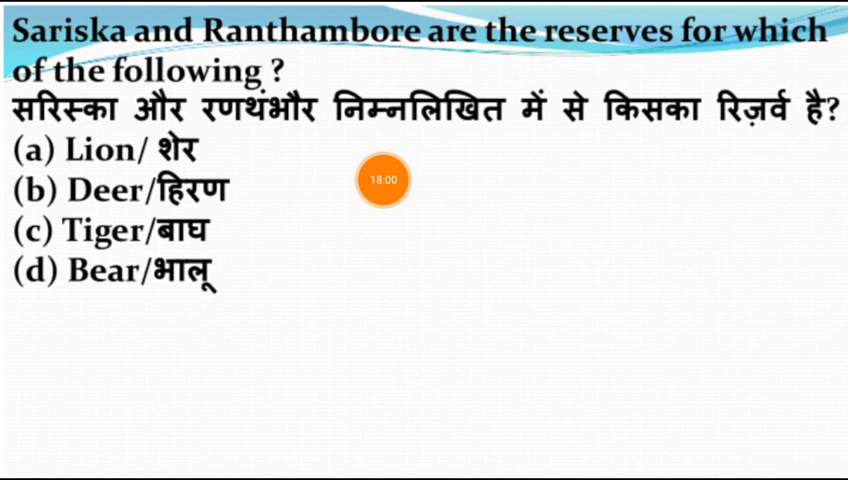 Sariska and Ranthambore are the reserves for which
of the following ?
सरिस्का और रणथंभौर निम्नलिखित में से किसका रिज़र्व है?
(a) Lion/ शेर
18:00
(b) Deer/हिरण
(c) Tiger/बाघ
(d) Bear/भालू